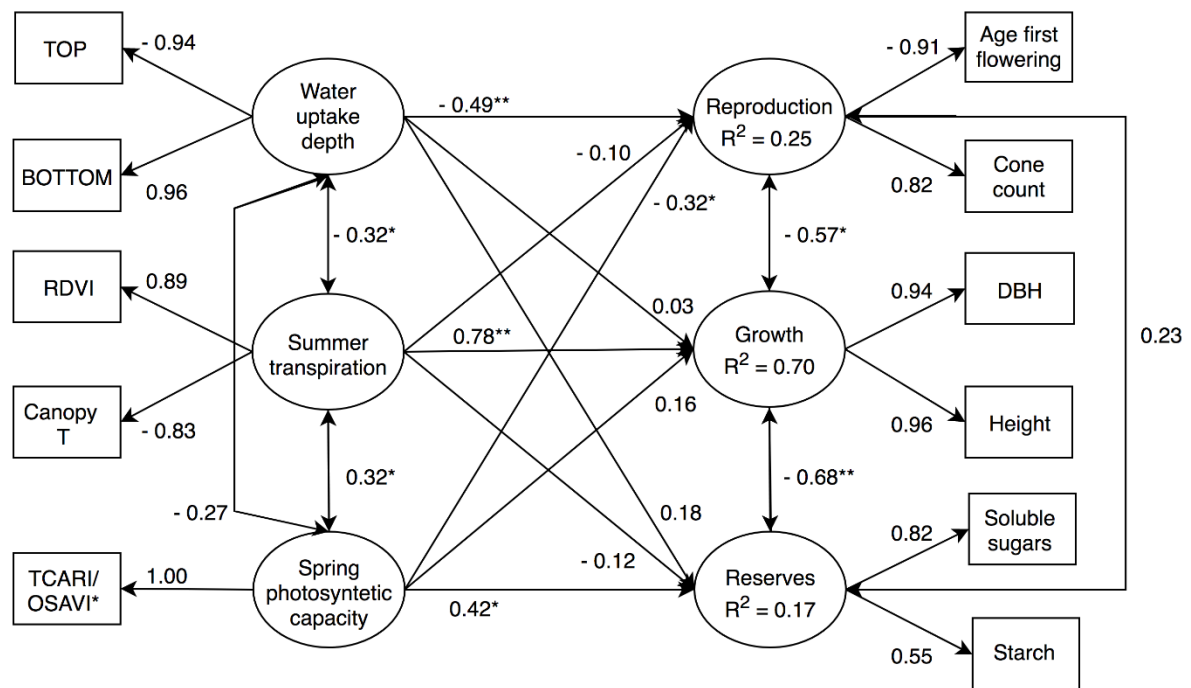 TOP
- 0.94
BOTTOM
0.96
RDVI
0.89
Canopy
T
- 0.83
TCARI/
OSAVI*
1.00
Water
uptake
depth
- 0.32*
Summer
transpiration
0.32*
- 0.27
Spring
photosyntetic
capacity
- 0.49**
- 0.10
- 0.32*
0.03
0.78**
0.16
0.18
- 0.12
0.42*
Reproduction
R² = 0.25
- 0.57*
Growth
R² = 0.70
- 0.68**
Reserves
R² = 0.17
- 0.91
Age first
flowering
0.82
Cone
count
0.94
DBH
0.96
Height
0.82
Soluble
sugars
0.55
Starch
0.23